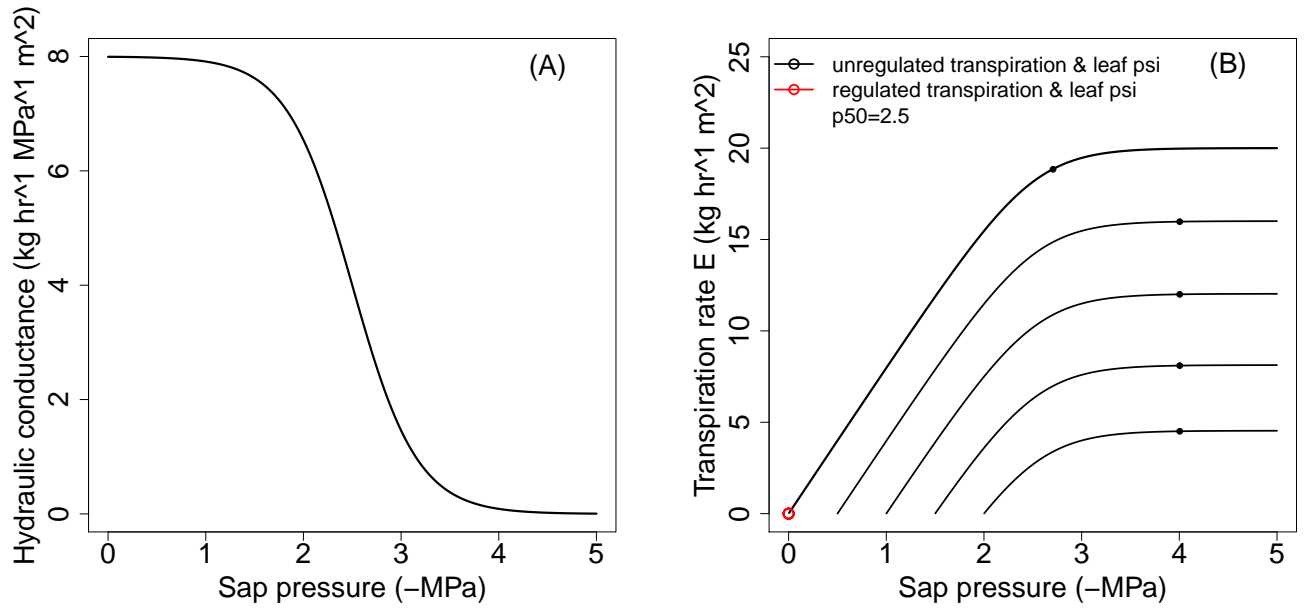 Hydraulic conductance (kg hr^1 MPa^1 m^2)
8
6
4
2
0
(A)
0 1 2 3 4 5
Sap pressure (−MPa)
Transpiration rate E (kg hr^1 m^2)
25
20
15
10
5
0
unregulated transpiration & leaf psi
regulated transpiration & leaf psi
p50=2.5
(B)
0 1 2 3 4 5
Sap pressure (−MPa)